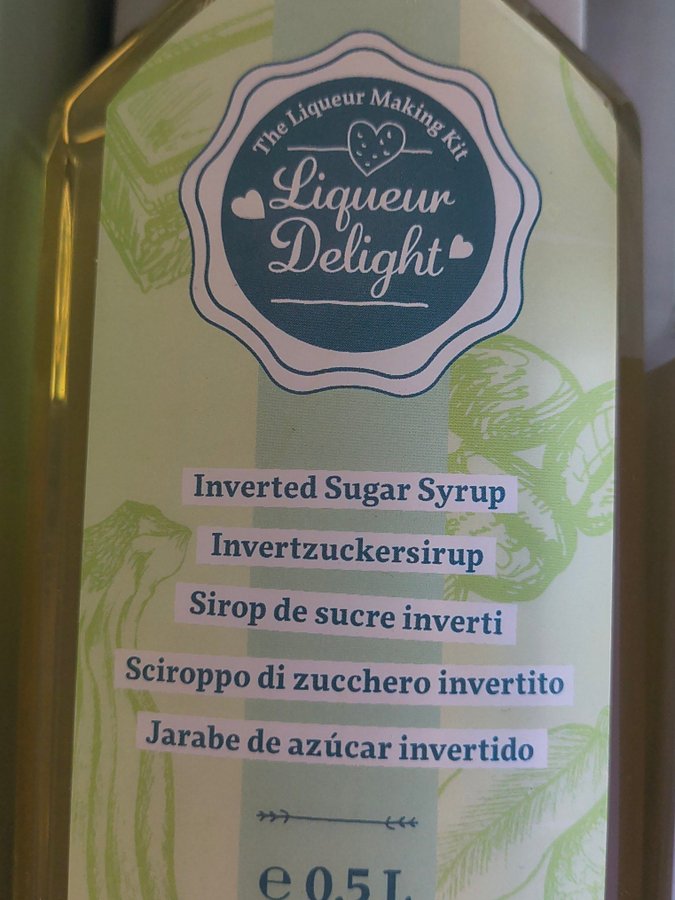 The Liqueur Making Kit
Liqueur
Delight
Inverted Sugar Syrup
Invertzuckersirup
Sirop de sucre inverti
Sciroppo di zucchero invertito
Jarabe de azúcar invertido
℮ 0,5 L